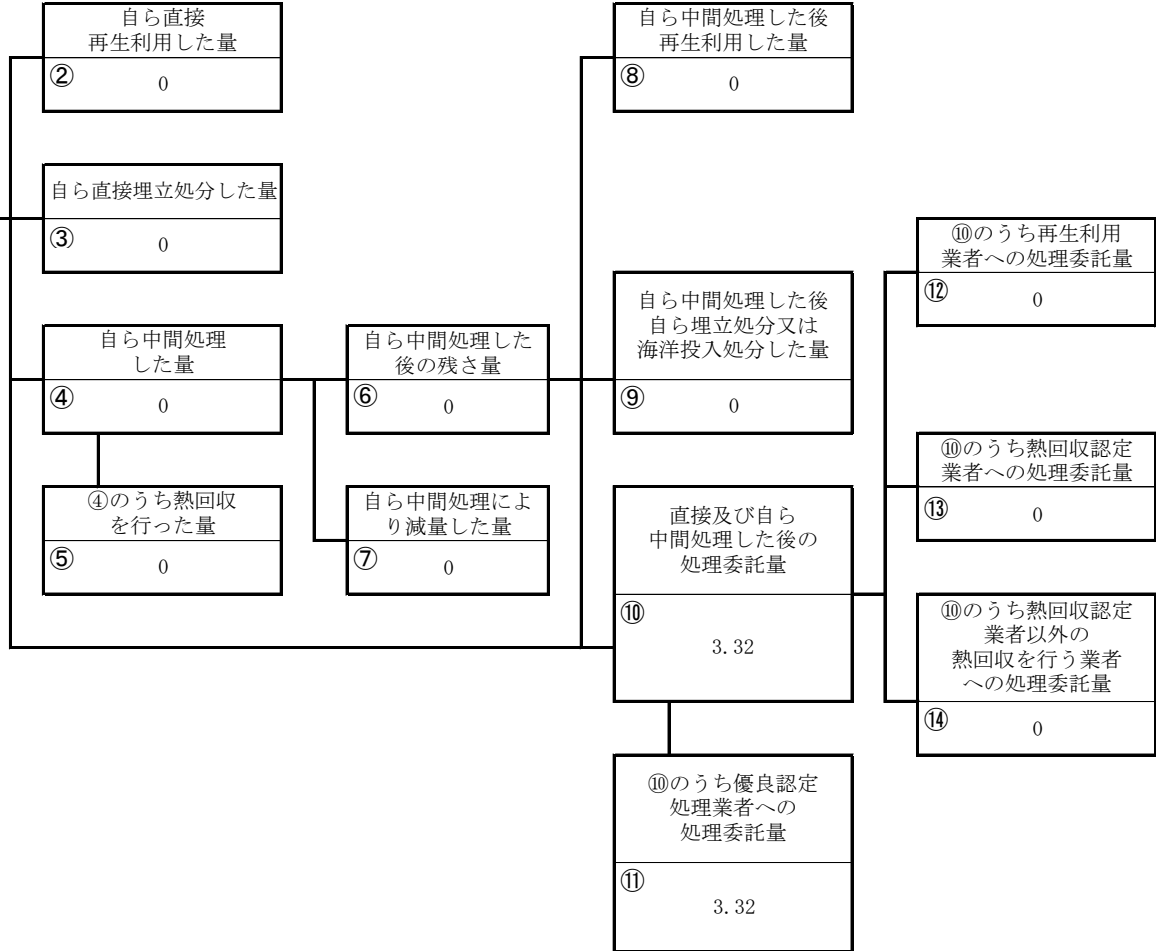 自ら直接
再生利用した量
② 0
自ら直接埋立処分した量
③ 0
自ら中間処理
した量
④ 0
④のうち熱回収
を行った量
⑤ 0
自ら中間処理した
後の残さ量
⑥ 0
自ら中間処理によ
り減量した量
⑦ 0
自ら中間処理した後
再生利用した量
⑧ 0
自ら中間処理した後
自ら埋立処分又は
海洋投入処分した量
⑨ 0
直接及び自ら
中間処理した後の
処理委託量
⑩
3.32
⑩のうち優良認定
処理業者への
処理委託量
⑪
3.32
⑩のうち再生利用
業者への処理委託量
⑫ 0
⑩のうち熱回収認定
業者への処理委託量
⑬ 0
⑩のうち熱回収認定
業者以外の
熱回収を行う業者
への処理委託量
⑭ 0